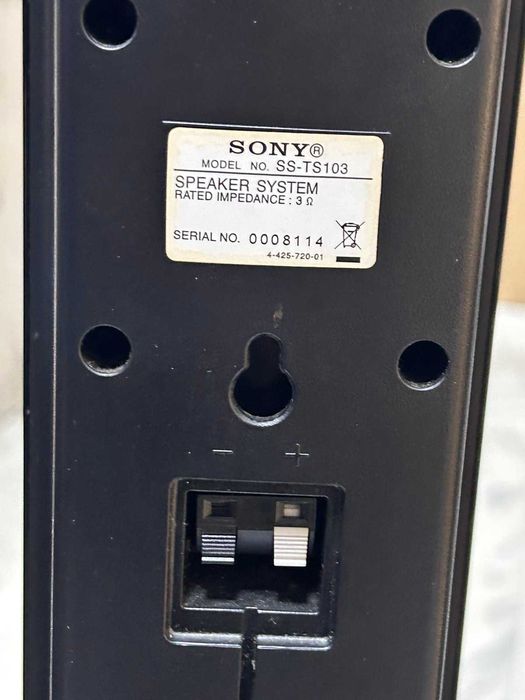 SONY®
MODEL NO. SS-TS103
SPEAKER SYSTEM
RATED IMPEDANCE : 3 Ω
SERIAL NO. 0008114
4-425-720-01
− +